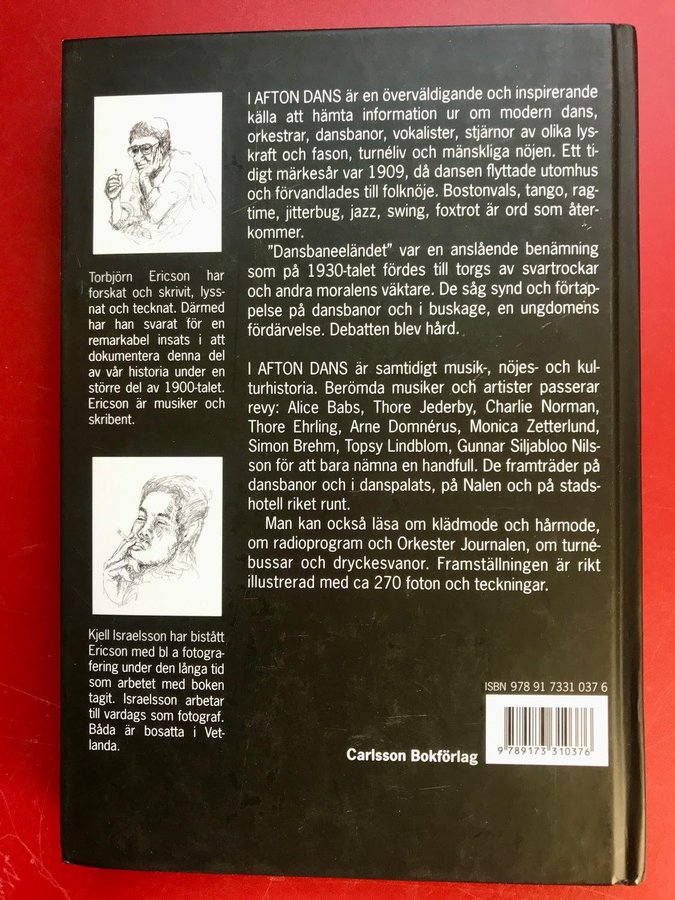 I AFTON DANS är en överväldigande och inspirerande
källa att hämta information ur om modern dans,
orkestrar, dansbanor, vokalister, stjärnor av olika lys-
kraft och fason, turnéliv och mänskliga nöjen. Ett ti-
digt märkesår var 1909, då dansen flyttade utomhus
och förvandlades till folknöje. Bostonvals, tango, rag-
time, jitterbug, jazz, swing, foxtrot är ord som åter-
kommer.
"Dansbaneeländet" var en anslående benämning
som på 1930-talet fördes till torgs av svartrockar
och andra moralens väktare. De såg synd och förtap-
pelse på dansbanor och i buskage, en ungdomens
fördärvelse. Debatten blev hård.
I AFTON DANS är samtidigt musik-, nöjes- och kul-
turhistoria. Berömda musiker och artister passerar
revy: Alice Babs, Thore Jederby, Charlie Norman,
Thore Ehrling, Arne Domnérus, Monica Zetterlund,
Simon Brehm, Topsy Lindblom, Gunnar Siljabloo Nils-
son för att bara nämna en handfull. De framträder på
dansbanor och i danspalats, på Nalen och på stads-
hotell riket runt.
Man kan också läsa om klädmode och hårmode,
om radioprogram och Orkester Journalen, om turné-
bussar och dryckesvanor. Framställningen är rikt
illustrerad med ca 270 foton och teckningar.
Torbjörn Ericson har
forskat och skrivit, lyss-
nat och tecknat. Därmed
har han svarat för en
remarkabel insats i att
dokumentera denna del
av vår historia under en
större del av 1900-talet.
Ericson är musiker och
skribent.
Kjell Israelsson har bistått
Ericson med bl a fotogra-
fering under den långa tid
som arbetet med boken
tagit. Israelsson arbetar
till vardags som fotograf.
Båda är bosatta i Vet-
landa.
ISBN 978 91 7331 037 6
9 789173 310376
Carlsson Bokförlag